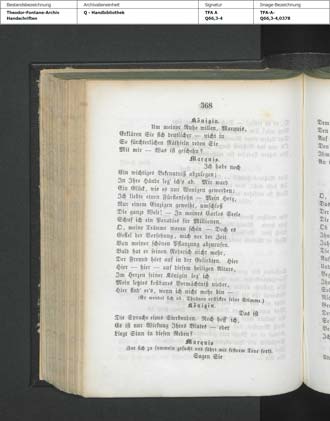 Bestandsbezeichnung
Theodor-Fontane-Archiv
Handschriften
Archivaleinheit
Q - Handbibliothek
Signatur
TFA A
Q66,3-4
Image-Bezeichnung
TFA-A-
Q66,3-4,0378
368
Königin.
Um meiner Ruhe willen, Marquis,
Erklären Sie sich deutlicher — nicht in
So fürchterlichen Räthseln reden Sie
Mit mir — Was ist geschehen?
Marquis.
Ich habe noch
Ein wichtiges Bekenntniß abzulegen;
In Ihre Hände leg' ich's ab. Mir ward
Ein Glück, wie es nur Wenigen geworden:
Ich liebte einen Fürstensohn — Mein Herz,
Nur einem Einzigen geweiht, umschloß
Die ganze Welt! — In meines Carlos Seele
Schuf ich ein Paradies für Millionen.
O, meine Träume waren schön — Doch es
Gefiel der Vorsehung, mich vor der Zeit
Von meiner schönen Pflanzung abzurufen.
Bald hat er seinen Roderich nicht mehr,
Der Freund hört auf in der Geliebten. Hier
Hier — hier — auf diesem heiligen Altare,
Im Herzen seiner Königin leg' ich
Mein letztes kostbares Vermächtniß nieder,
Hier find' er's, wenn ich nicht mehr bin —
(Er wendet sich ab, Thränen ersticken seine Stimme.)
Königin.
Das ist
Die Sprache eines Sterbenden. Noch hoff' ich,
Es ist nur Wirkung Ihres Blutes — oder
Liegt Sinn in diesen Reden?
Marquis
(hat sich zu sammeln gesucht und fährt mit festerem Tone fort).
Sagen Sie